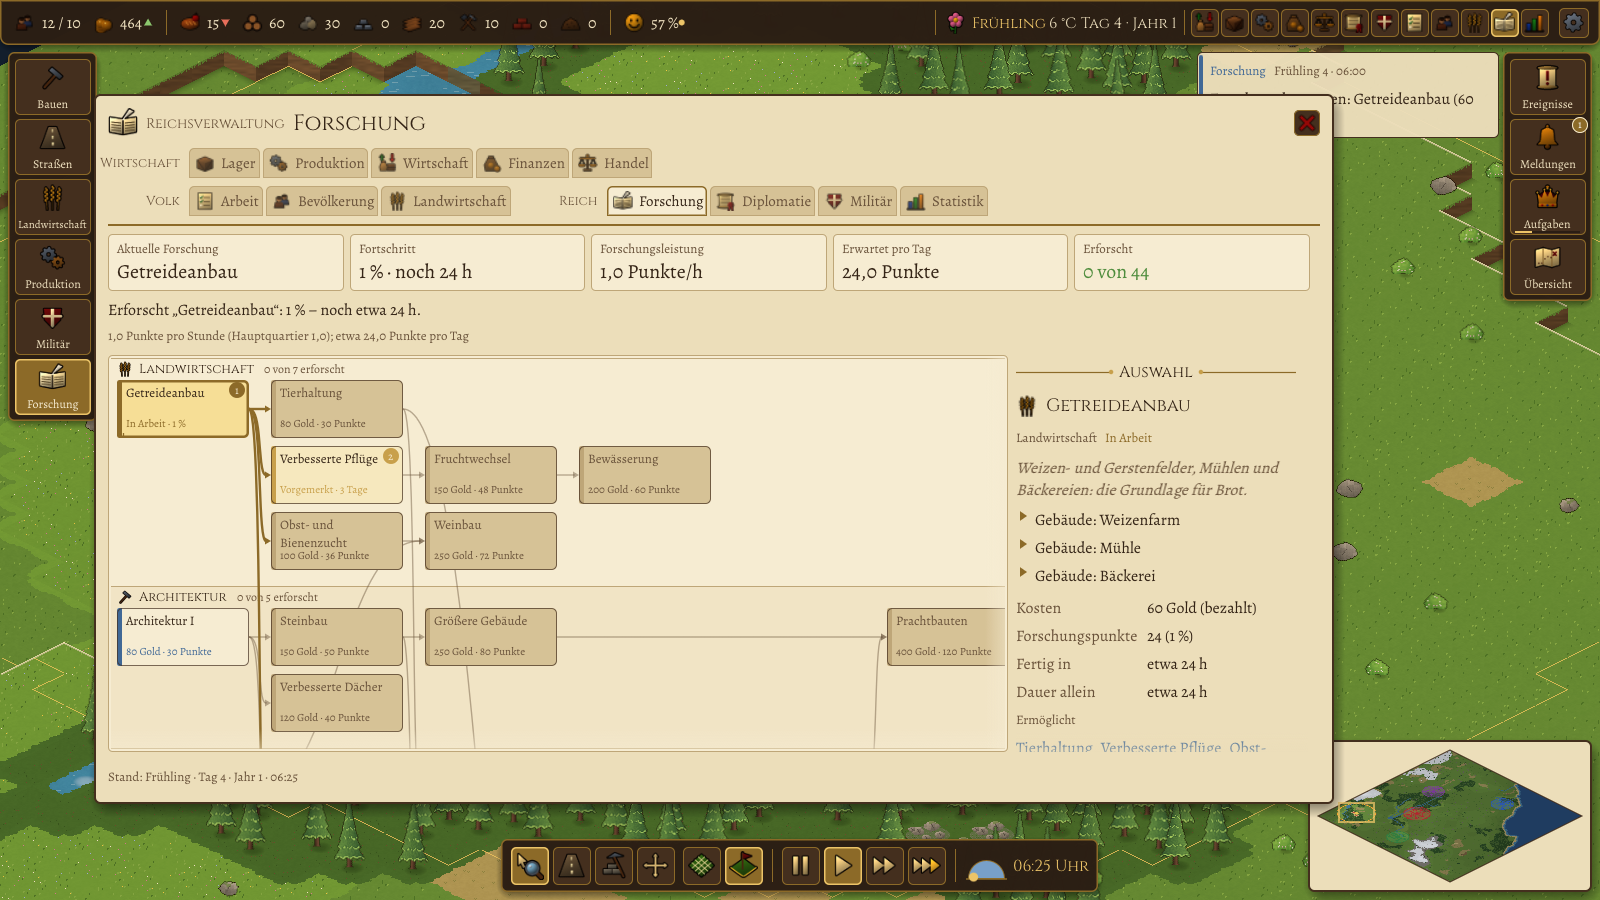 12 / 10
464
15
60
30
0
20
10
0
0
57 %
Frühling 6 °C Tag 4 · Jahr 1
Bauen
Straßen
Landwirtschaft
Produktion
Militär
Forschung
Forschung Frühling 4 · 06:00
en: Getreideanbau (60
Ereignisse
1
Meldungen
Aufgaben
Übersicht
Reichsverwaltung Forschung
Wirtschaft Lager Produktion Wirtschaft Finanzen Handel
Volk Arbeit Bevölkerung Landwirtschaft Reich Forschung Diplomatie Militär Statistik
Aktuelle Forschung
Getreideanbau
Fortschritt
1 % · noch 24 h
Forschungsleistung
1,0 Punkte/h
Erwartet pro Tag
24,0 Punkte
Erforscht
0 von 44
Erforscht „Getreideanbau“: 1 % – noch etwa 24 h.
1,0 Punkte pro Stunde (Hauptquartier 1,0); etwa 24,0 Punkte pro Tag
Landwirtschaft 0 von 7 erforscht
Getreideanbau 1
In Arbeit · 1 %
Tierhaltung
80 Gold · 30 Punkte
Verbesserte Pflüge 2
Vorgemerkt · 3 Tage
Fruchtwechsel
150 Gold · 48 Punkte
Bewässerung
200 Gold · 60 Punkte
Obst- und
Bienenzucht
100 Gold · 36 Punkte
Weinbau
250 Gold · 72 Punkte
Architektur 0 von 5 erforscht
Architektur I
80 Gold · 30 Punkte
Steinbau
150 Gold · 50 Punkte
Größere Gebäude
250 Gold · 80 Punkte
Prachtbauten
400 Gold · 120 Punkte
Verbesserte Dächer
120 Gold · 40 Punkte
Auswahl
Getreideanbau
Landwirtschaft In Arbeit
Weizen- und Gerstenfelder, Mühlen und
Bäckereien: die Grundlage für Brot.
Gebäude: Weizenfarm
Gebäude: Mühle
Gebäude: Bäckerei
Kosten 60 Gold (bezahlt)
Forschungspunkte 24 (1 %)
Fertig in etwa 24 h
Dauer allein etwa 24 h
Ermöglicht
Tierhaltung Verbesserte Pflüge Obst-
Stand: Frühling · Tag 4 · Jahr 1 · 06:25
06:25 Uhr